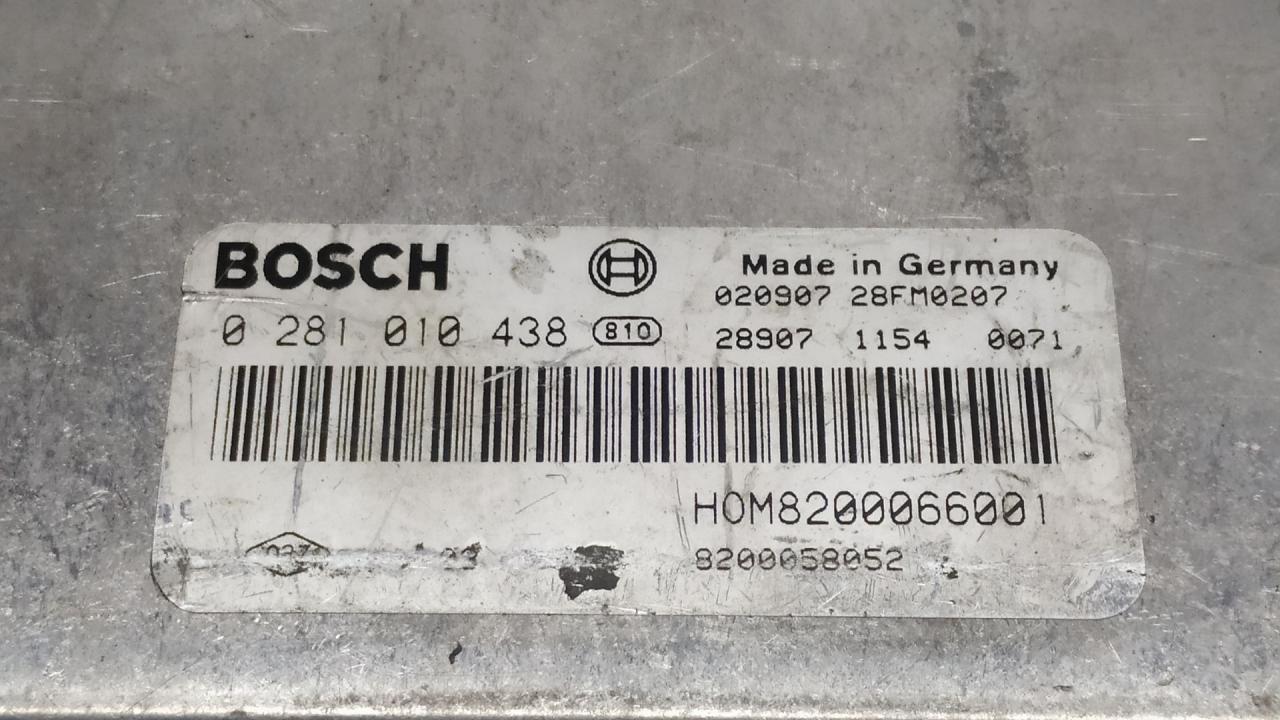 BOSCH
Made in Germany
020907 28FM0207
0 281 010 438 810
28907 1154 0071
HOM8200066001
8200058052